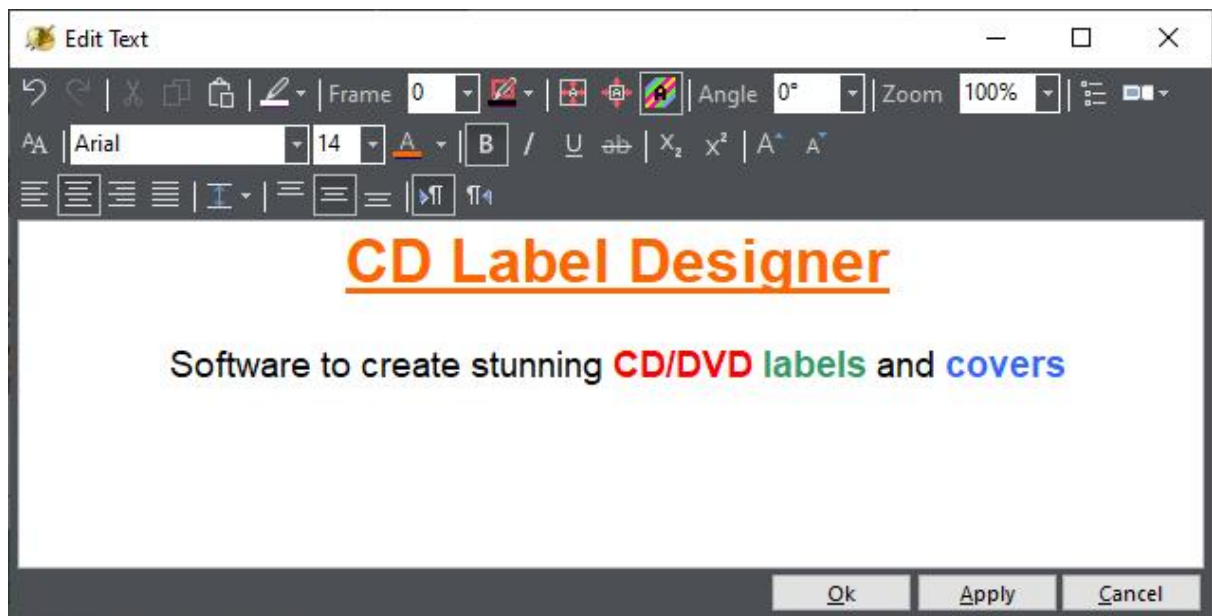 Edit Text
Frame 0 Angle 0° Zoom 100%
Arial 14 A B I U ab X₂ x² A A
CD Label Designer
Software to create stunning CD/DVD labels and covers
Ok Apply Cancel